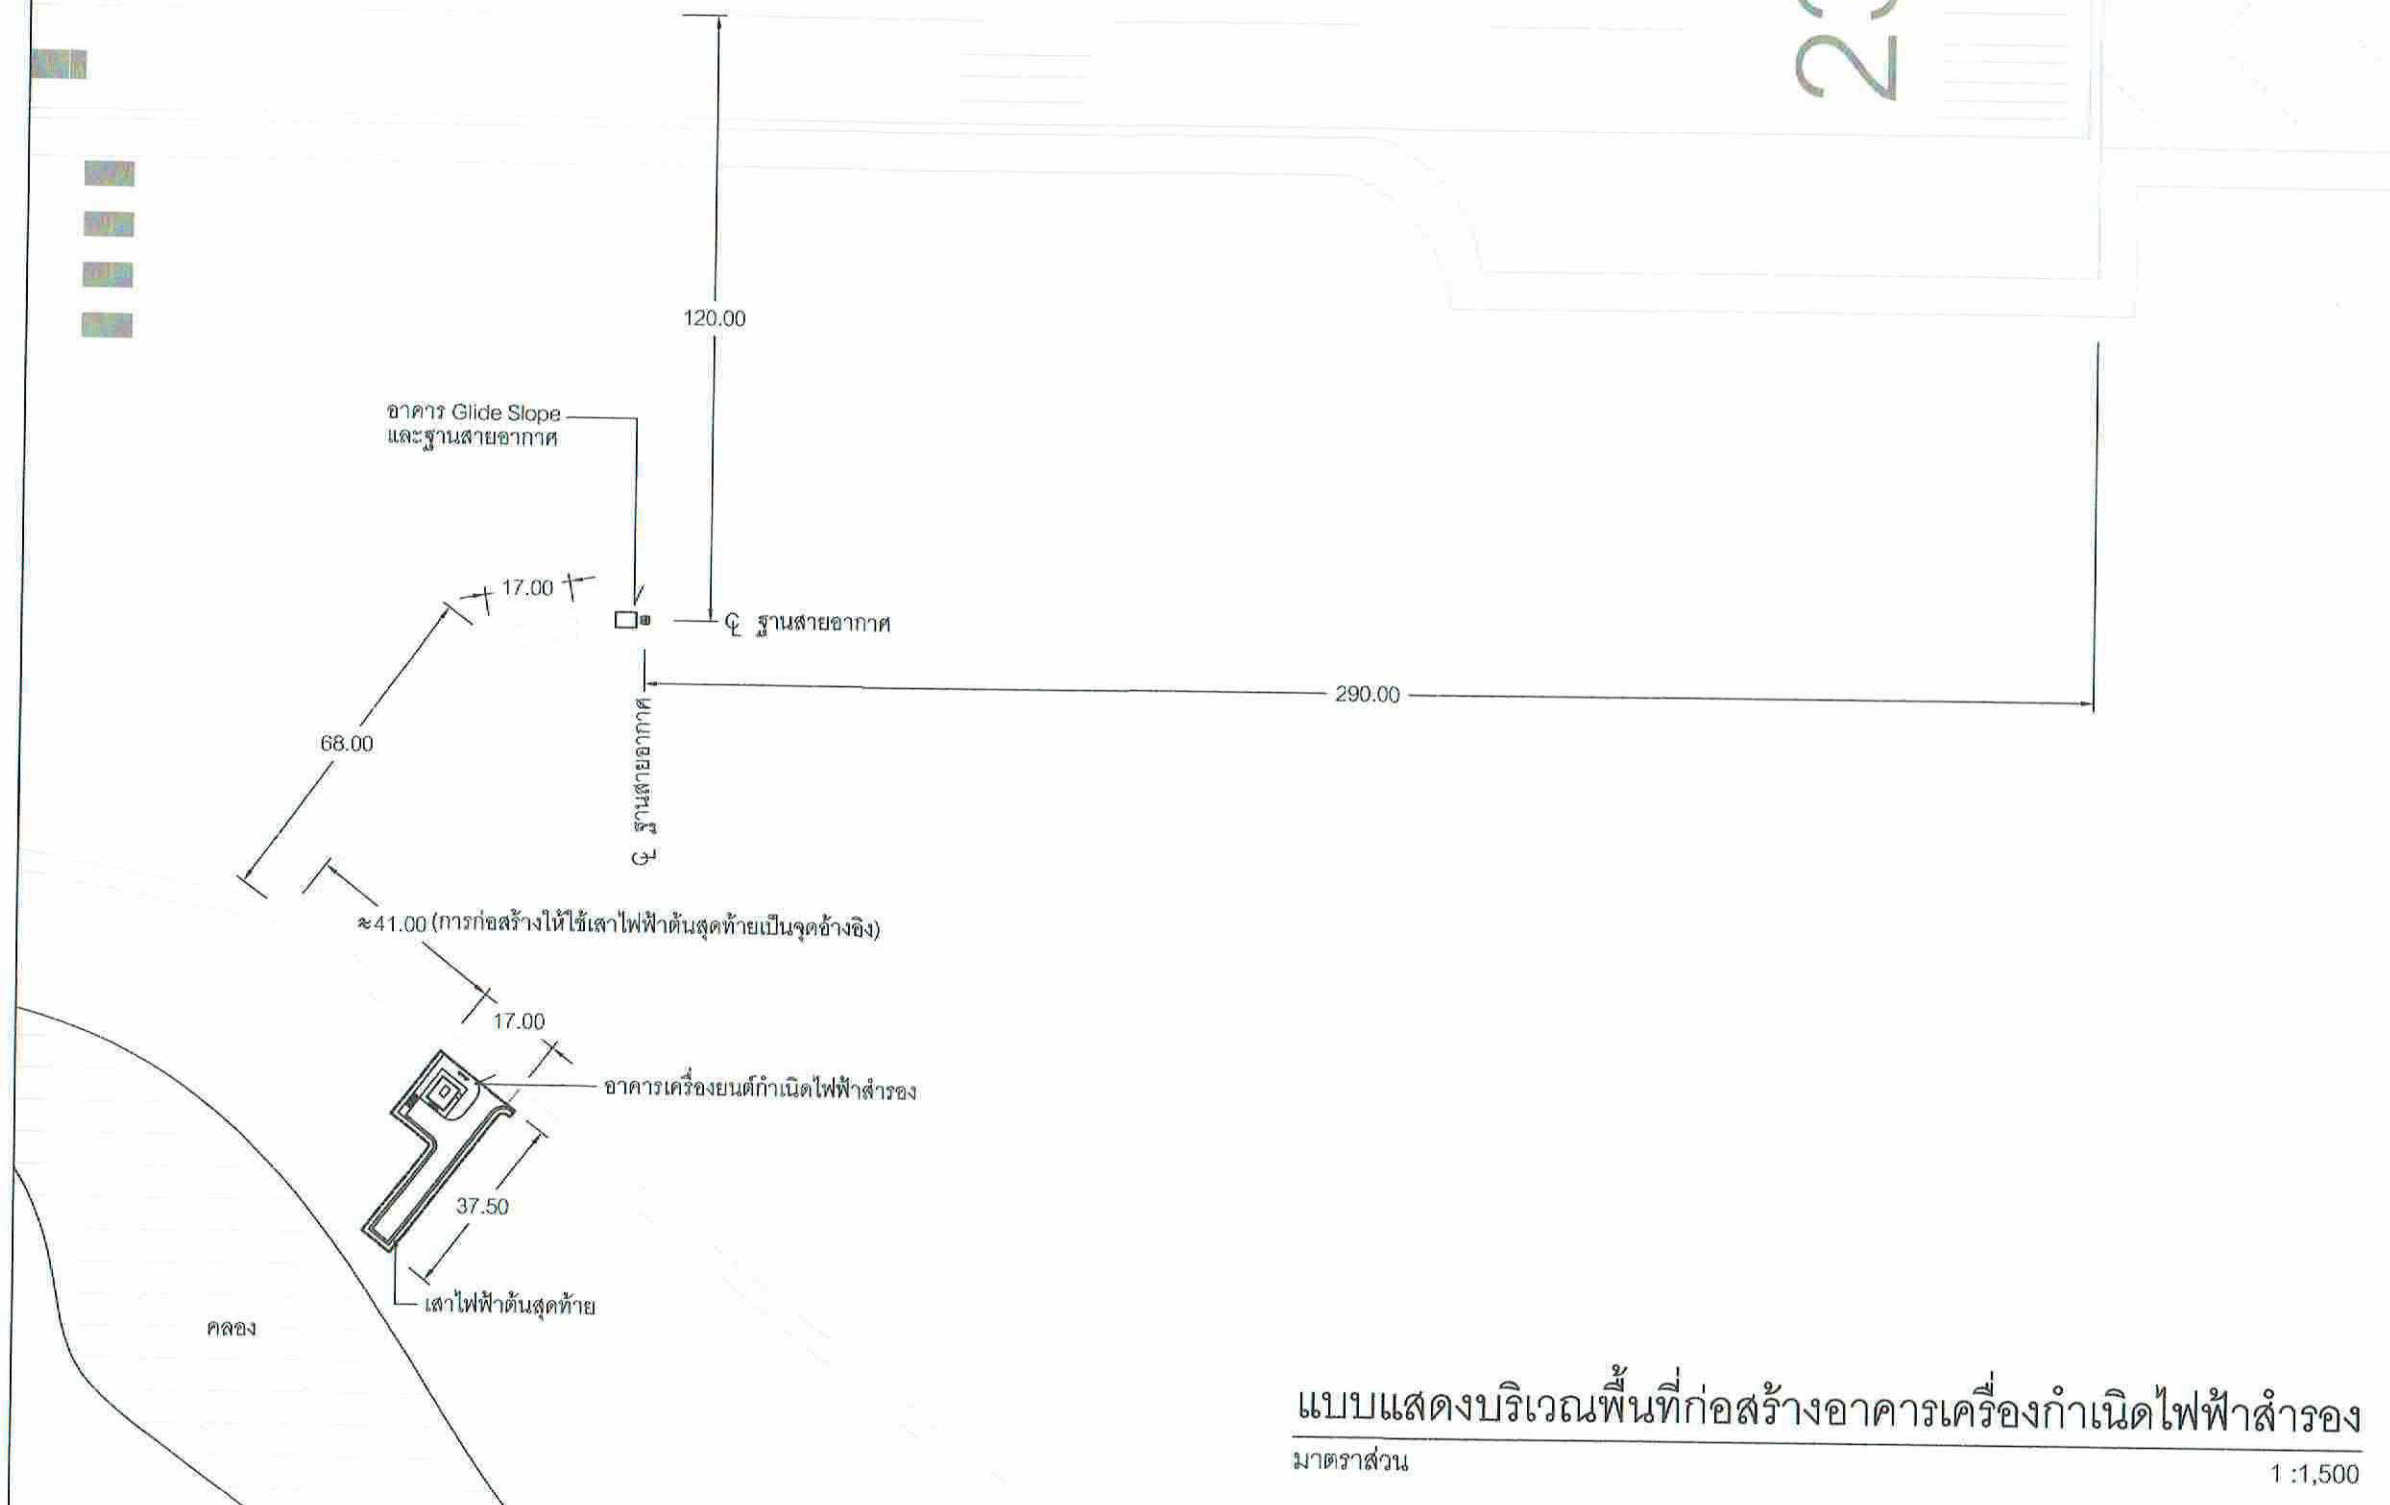 23
120.00
อาคาร Glide Slope
และฐานสายอากาศ
17.00
℄ ฐานสายอากาศ
290.00
68.00
℄ ฐานสายอากาศ
≈41.00 (การก่อสร้างให้ใช้เสาไฟฟ้าต้นสุดท้ายเป็นจุดอ้างอิง)
17.00
อาคารเครื่องยนต์กำเนิดไฟฟ้าสำรอง
37.50
เสาไฟฟ้าต้นสุดท้าย
คลอง
แบบแสดงบริเวณพื้นที่ก่อสร้างอาคารเครื่องกำเนิดไฟฟ้าสำรอง
มาตราส่วน 1 :1,500